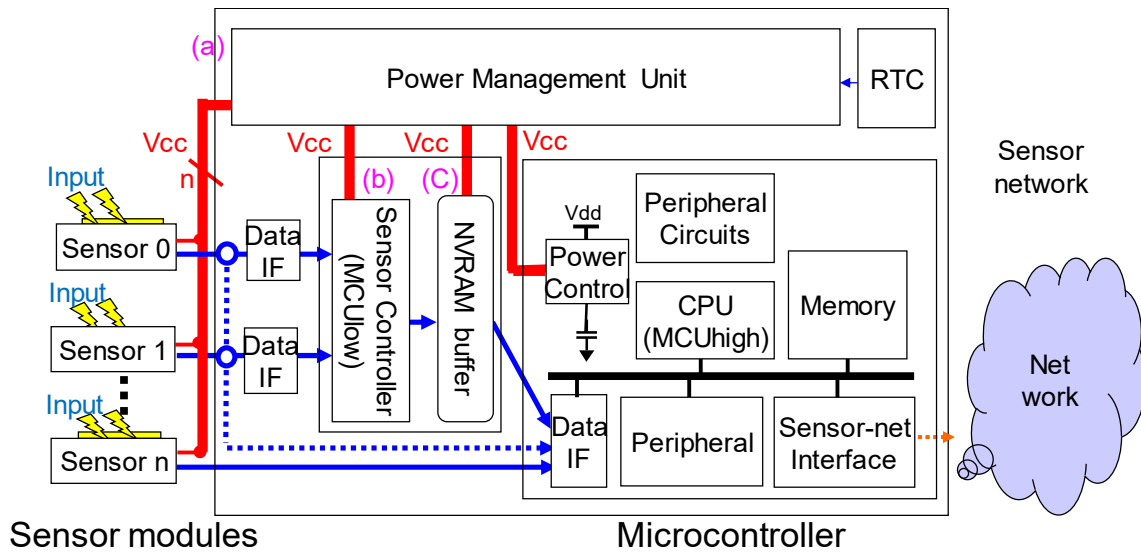 (a)
Power Management Unit
RTC
Vcc
n
Vcc
Vcc
Vcc
(b)
(C)
Sensor
network
Input
Sensor 0
Data
IF
Sensor Controller
(MCUlow)
NVRAM buffer
Vdd
Power
Control
Peripheral
Circuits
CPU
(MCUhigh)
Memory
Input
Sensor 1
Data
IF
Input
Sensor n
Data
IF
Peripheral
Sensor-net
Interface
Net
work
Sensor modules
Microcontroller